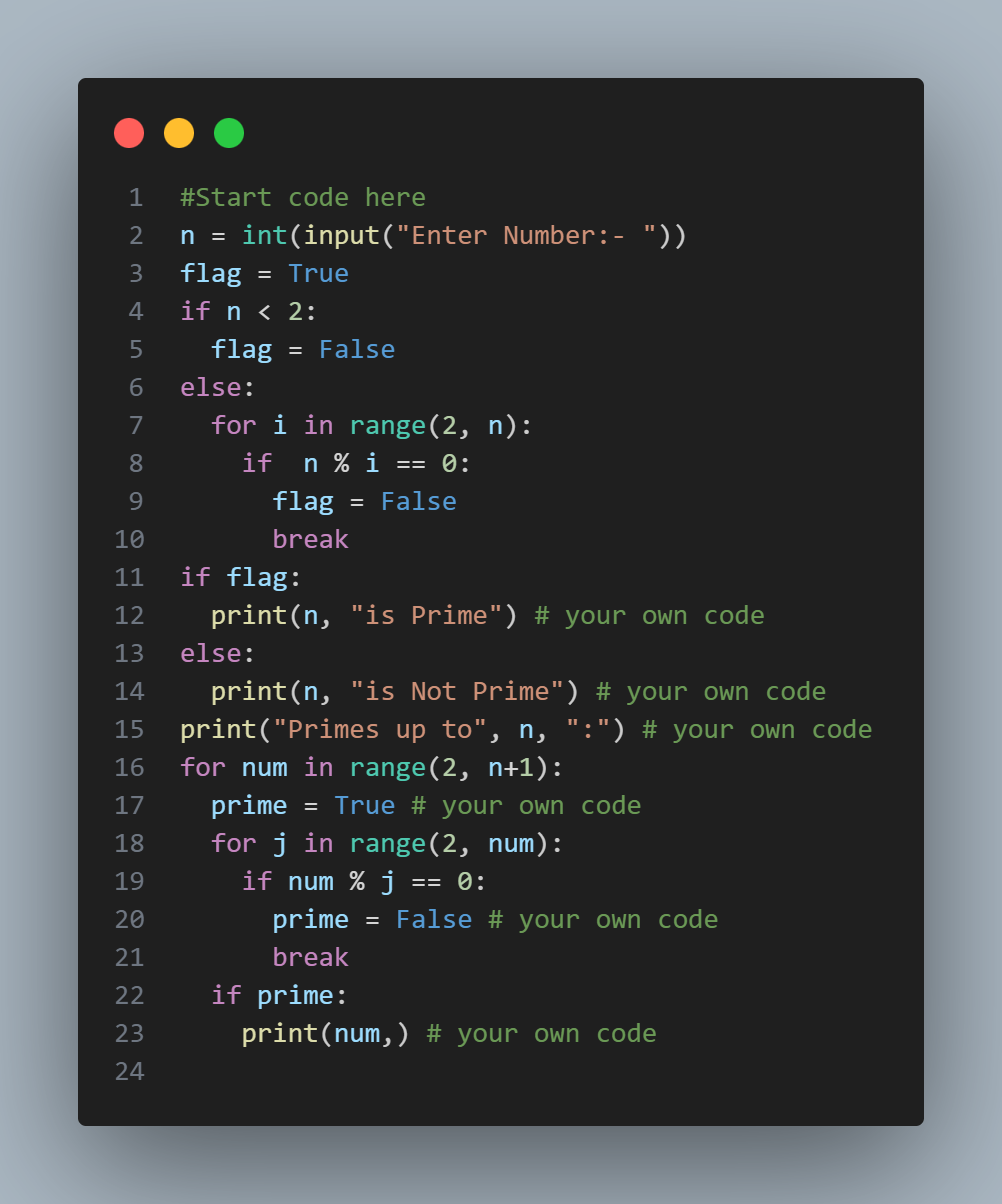 1 #Start code here
2 n = int(input("Enter Number:- "))
3 flag = True
4 if n < 2:
5   flag = False
6 else:
7   for i in range(2, n):
8     if  n % i == 0:
9       flag = False
10       break
11 if flag:
12   print(n, "is Prime") # your own code
13 else:
14   print(n, "is Not Prime") # your own code
15 print("Primes up to", n, ":") # your own code
16 for num in range(2, n+1):
17   prime = True # your own code
18   for j in range(2, num):
19     if num % j == 0:
20       prime = False # your own code
21       break
22   if prime:
23     print(num,) # your own code
24